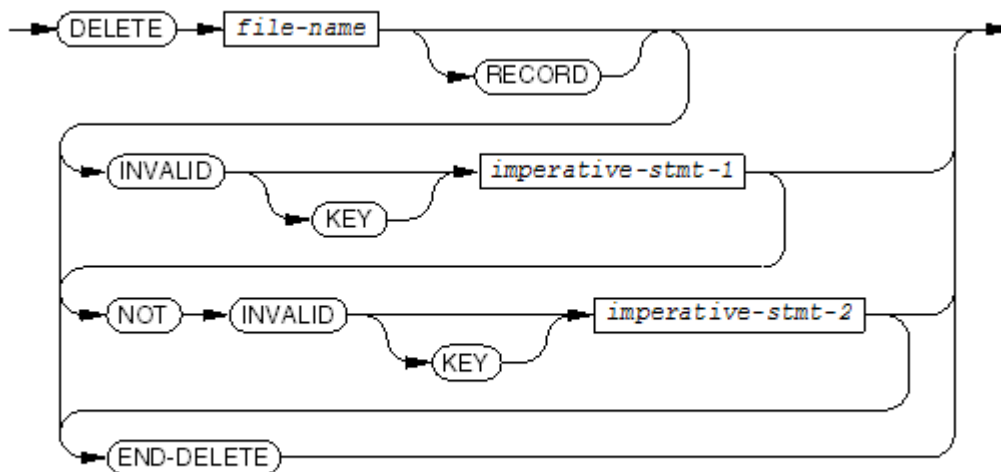 DELETE file-name
RECORD
INVALID imperative-stmt-1
KEY
NOT INVALID imperative-stmt-2
KEY
END-DELETE